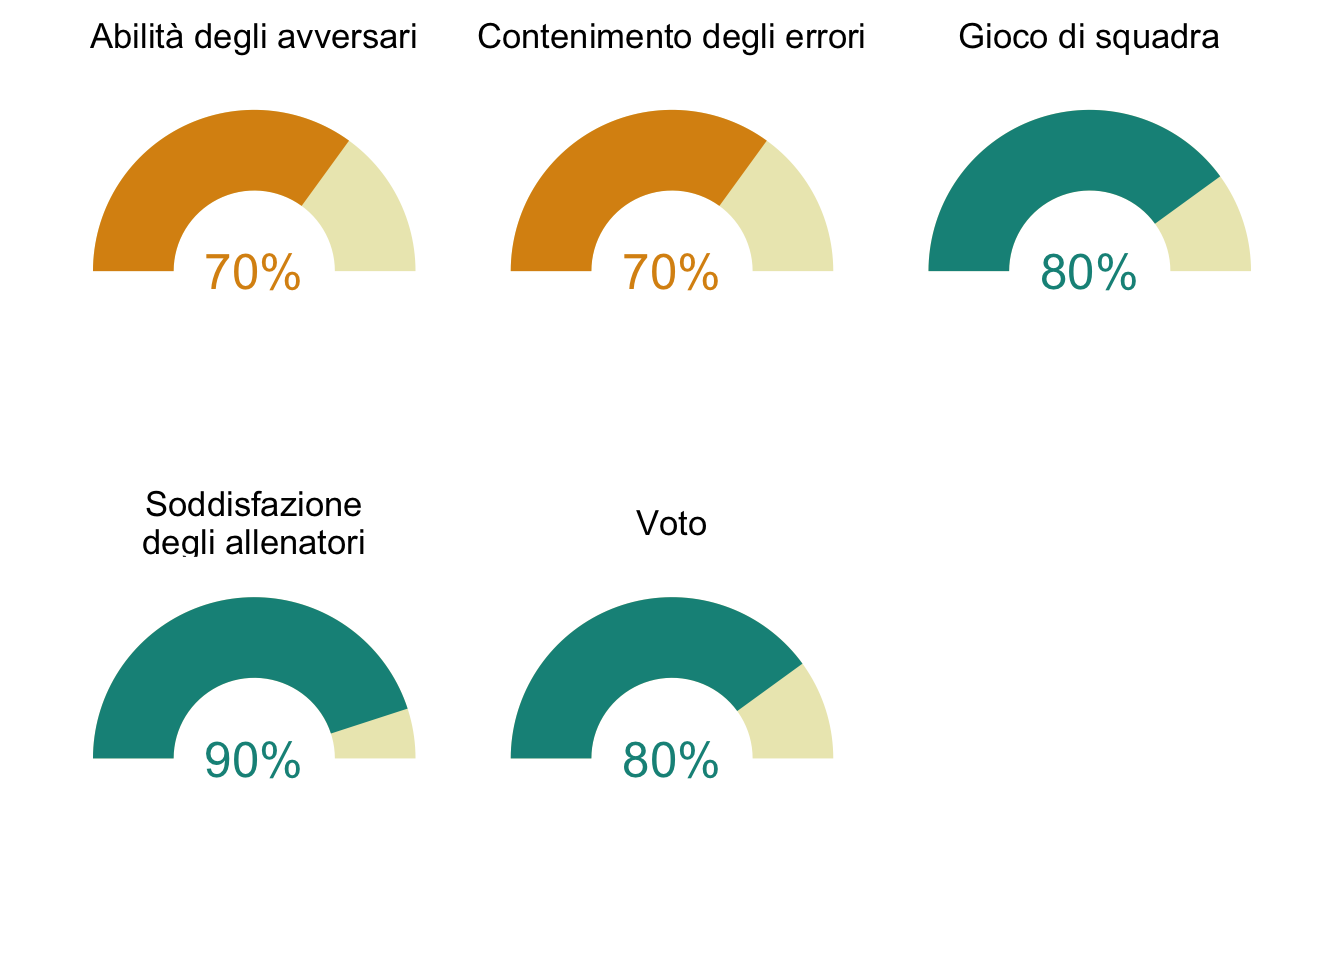 Abilità degli avversari
Contenimento degli errori
Gioco di squadra
70%
70%
80%
Soddisfazione
degli allenatori
Voto
90%
80%